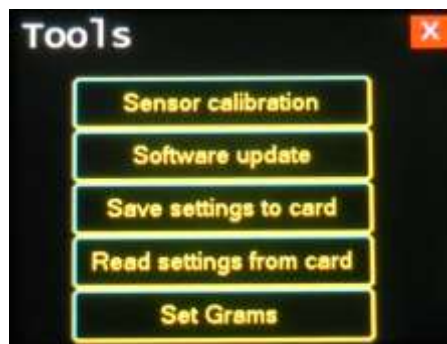 Tools
X
Sensor calibration
Software update
Save settings to card
Read settings from card
Set Grams